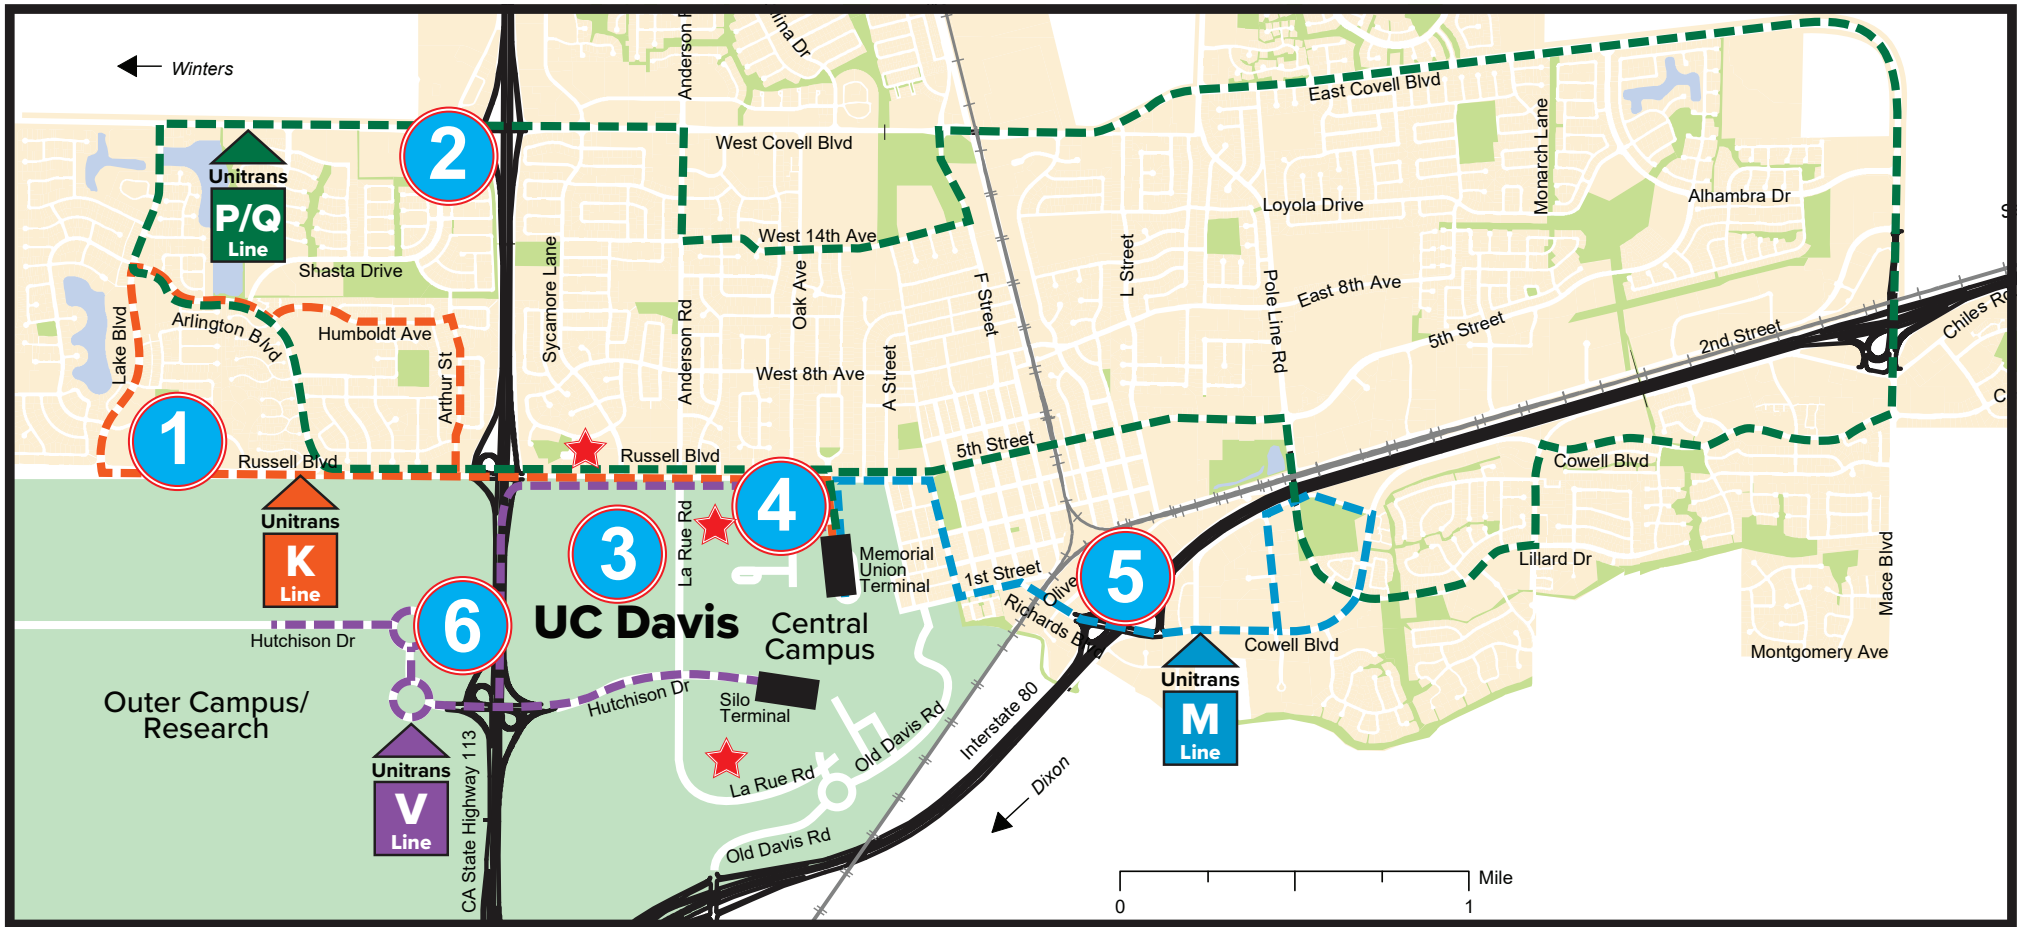 Winters
Anderson R
lina Dr
East Covell Blvd
2
West Covell Blvd
Monarch Lane
Unitrans
P/Q
Line
Loyola Drive
Alhambra Dr
West 14th Ave
Shasta Drive
Sycamore Lane
Oak Ave
F Street
L Street
Pole Line Rd
East 8th Ave
5th Street
2nd Street
Chiles Rd
Lake Blvd
Arlington Blvd
Humboldt Ave
Arthur St
Anderson Rd
West 8th Ave
A Street
C
1
Russell Blvd
Russell Blvd
5th Street
Cowell Blvd
Unitrans
K
Line
3
La Rue Rd
4
Memorial
Union
Terminal
1st Street
Olive
Richards Blvd
5
Lillard Dr
Mace Blvd
Hutchison Dr
6
UC Davis
Central
Campus
Cowell Blvd
Montgomery Ave
Unitrans
M
Line
Outer Campus/
Research
Hutchison Dr
Silo
Terminal
Old Davis Rd
Interstate 80
Dixon
Unitrans
V
Line
CA State Highway 113
La Rue Rd
Old Davis Rd
Mile
0
1